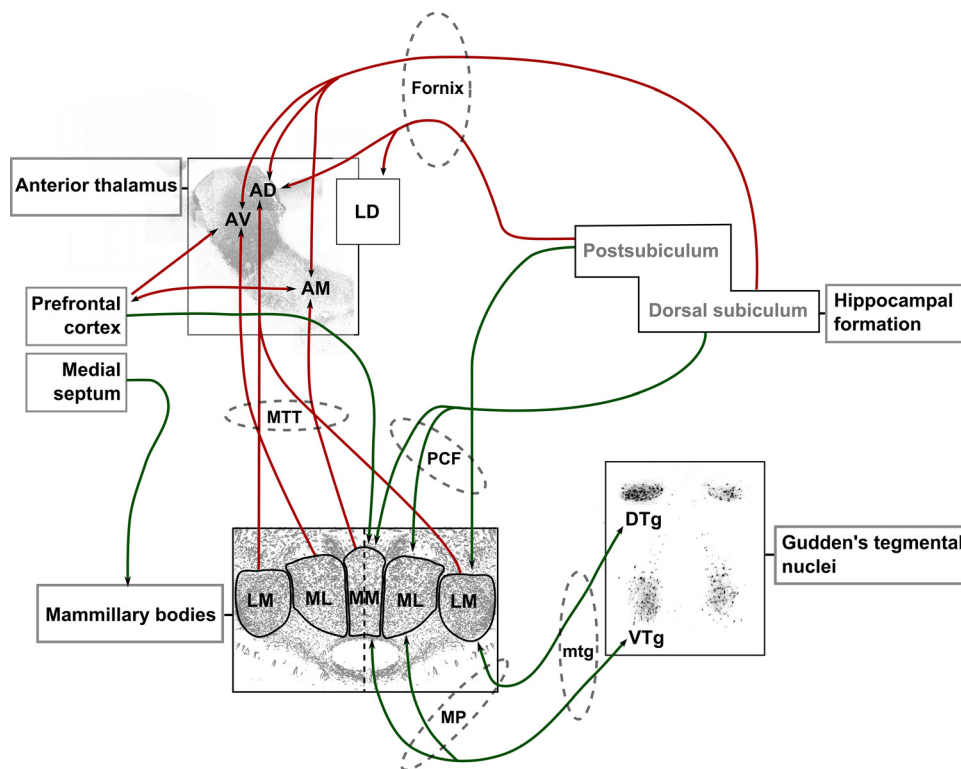 Fornix
Anterior thalamus
AD
AV
LD
AM
Postsubiculum
Dorsal subiculum
Hippocampal
formation
Prefrontal
cortex
Medial
septum
MTT
PCF
DTg
Gudden's tegmental
nuclei
LM
ML
MM
ML
LM
Mammillary bodies
VTg
mtg
MP